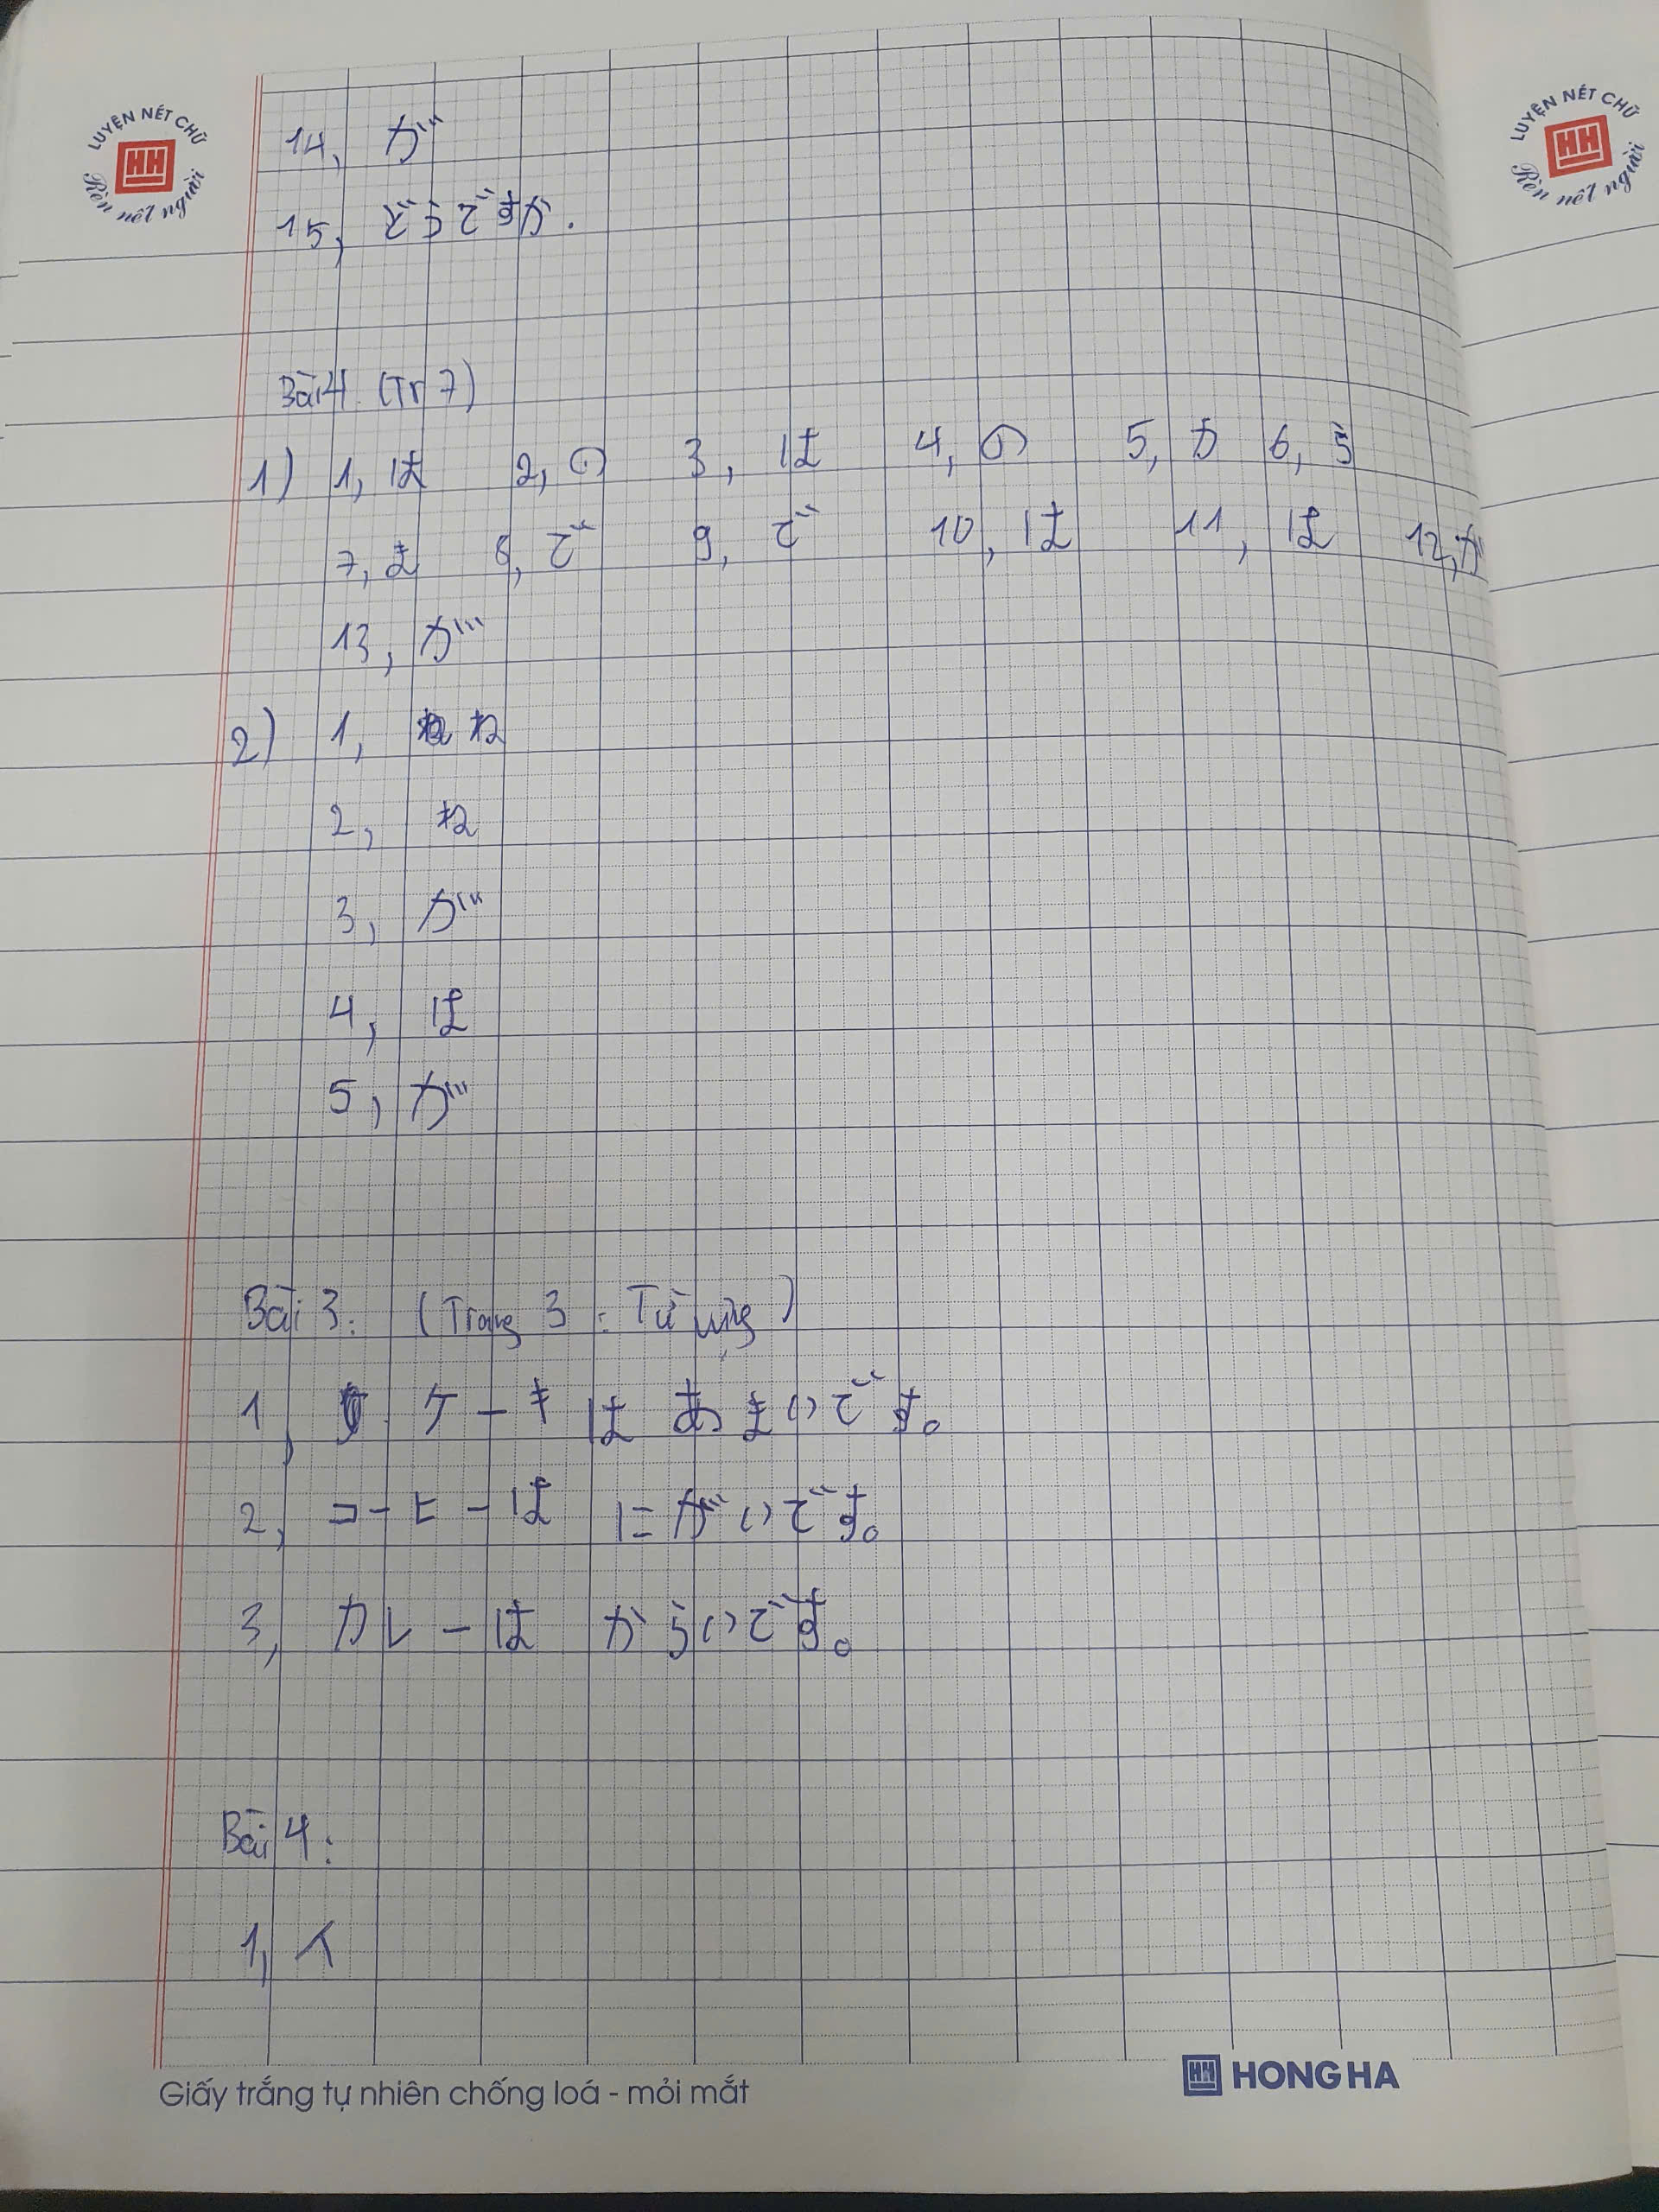 LUYỆN NÉT CHỮ
HH
Rèn nết người
LUYỆN NÉT CHỮ
HH
Rèn nết người
14, が
15, どうですか.
Bài 4 (Tr 7)
1) 1, は 2, の 3, は 4, の 5, か 6, う
7, よ 8, で 9, で 10, は 11, は 12, が
13, が
2) 1, ね
2, ね
3, が
4, は
5, が
Bài 3: (Trang 3 : Từ vựng)
1, ケーキ は あまいです。
2, コーヒーは にがいです。
3, カレーは からいです。
Bài 4:
1, イ
Giấy trắng tự nhiên chống loá - mỏi mắt
HH HONG HA